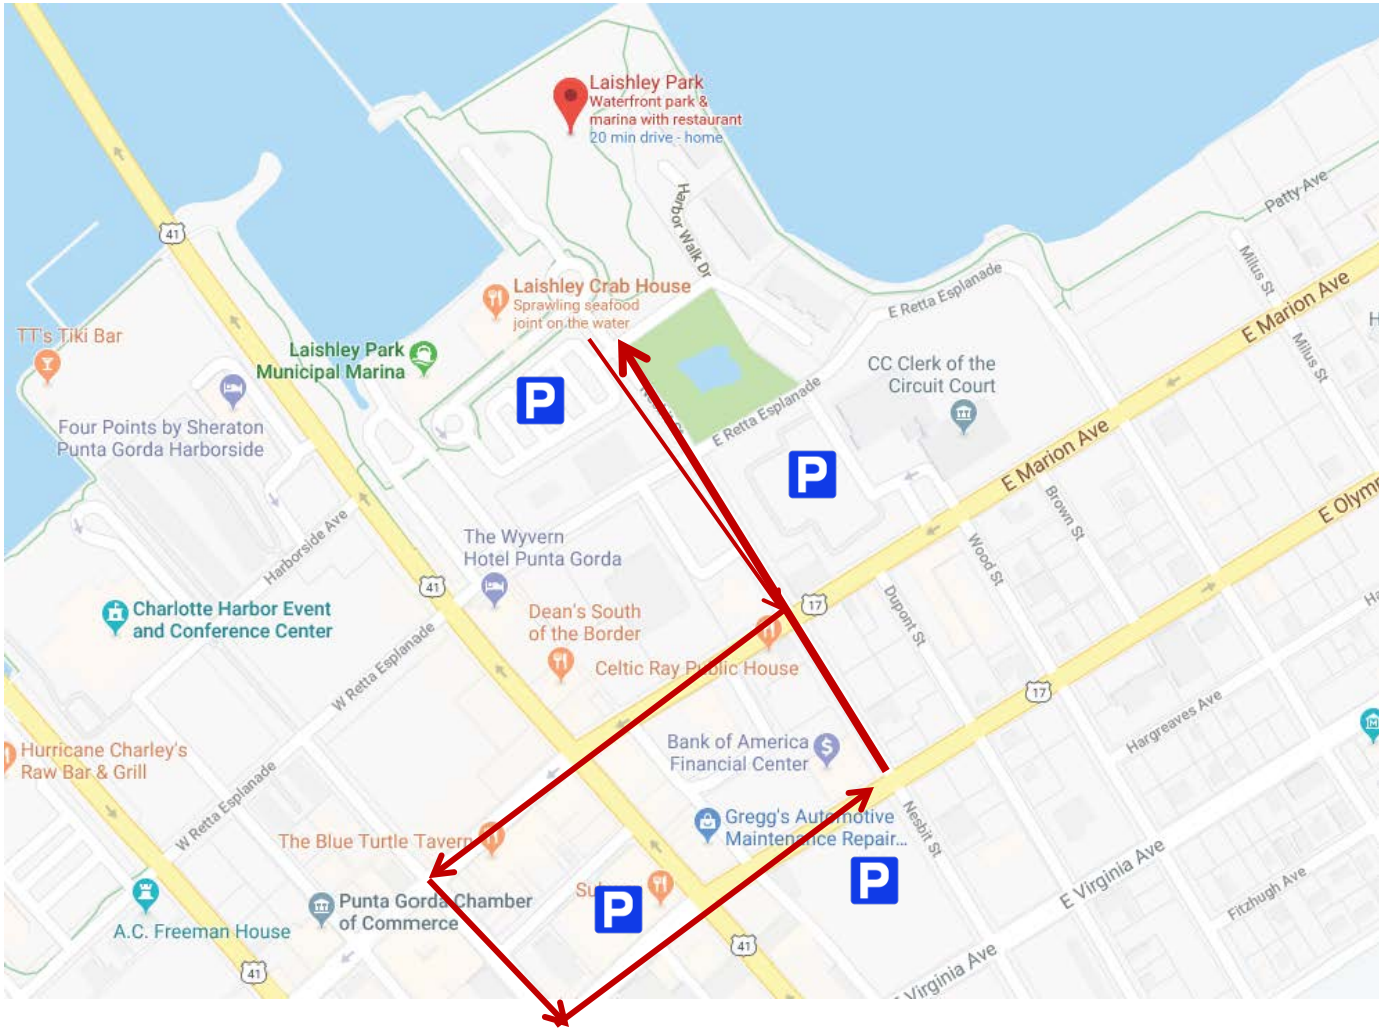 Laishley Park
Waterfront park &
marina with restaurant
20 min drive - home
Harbor Walk Dr
Patty Ave
41
Milus St
E Retta Esplanade
E Marion Ave
Laishley Crab House
Sprawling seafood
joint on the water
TT's Tiki Bar
Laishley Park
Municipal Marina
H
Milus St
CC Clerk of the
Circuit Court
P
Four Points by Sheraton
Punta Gorda Harborside
E Retta Esplanade
P
E Marion Ave
Brown St
E Olymp
Harborside Ave
The Wyvern
Hotel Punta Gorda
Wood St
41
Charlotte Harbor Event
and Conference Center
Dean's South
of the Border
17
Dupont St
Ha
W Retta Esplanade
Celtic Ray Public House
17
Hargreaves Ave
Hurricane Charley's
Raw Bar & Grill
Bank of America
Financial Center
W Retta Esplanade
Gregg's Automotive
Maintenance Repair...
Nesbit St
The Blue Turtle Tavern
E Virginia Ave
P
Fitzhugh Ave
Punta Gorda Chamber
of Commerce
P
A.C. Freeman House
41
41
E Virginia Ave